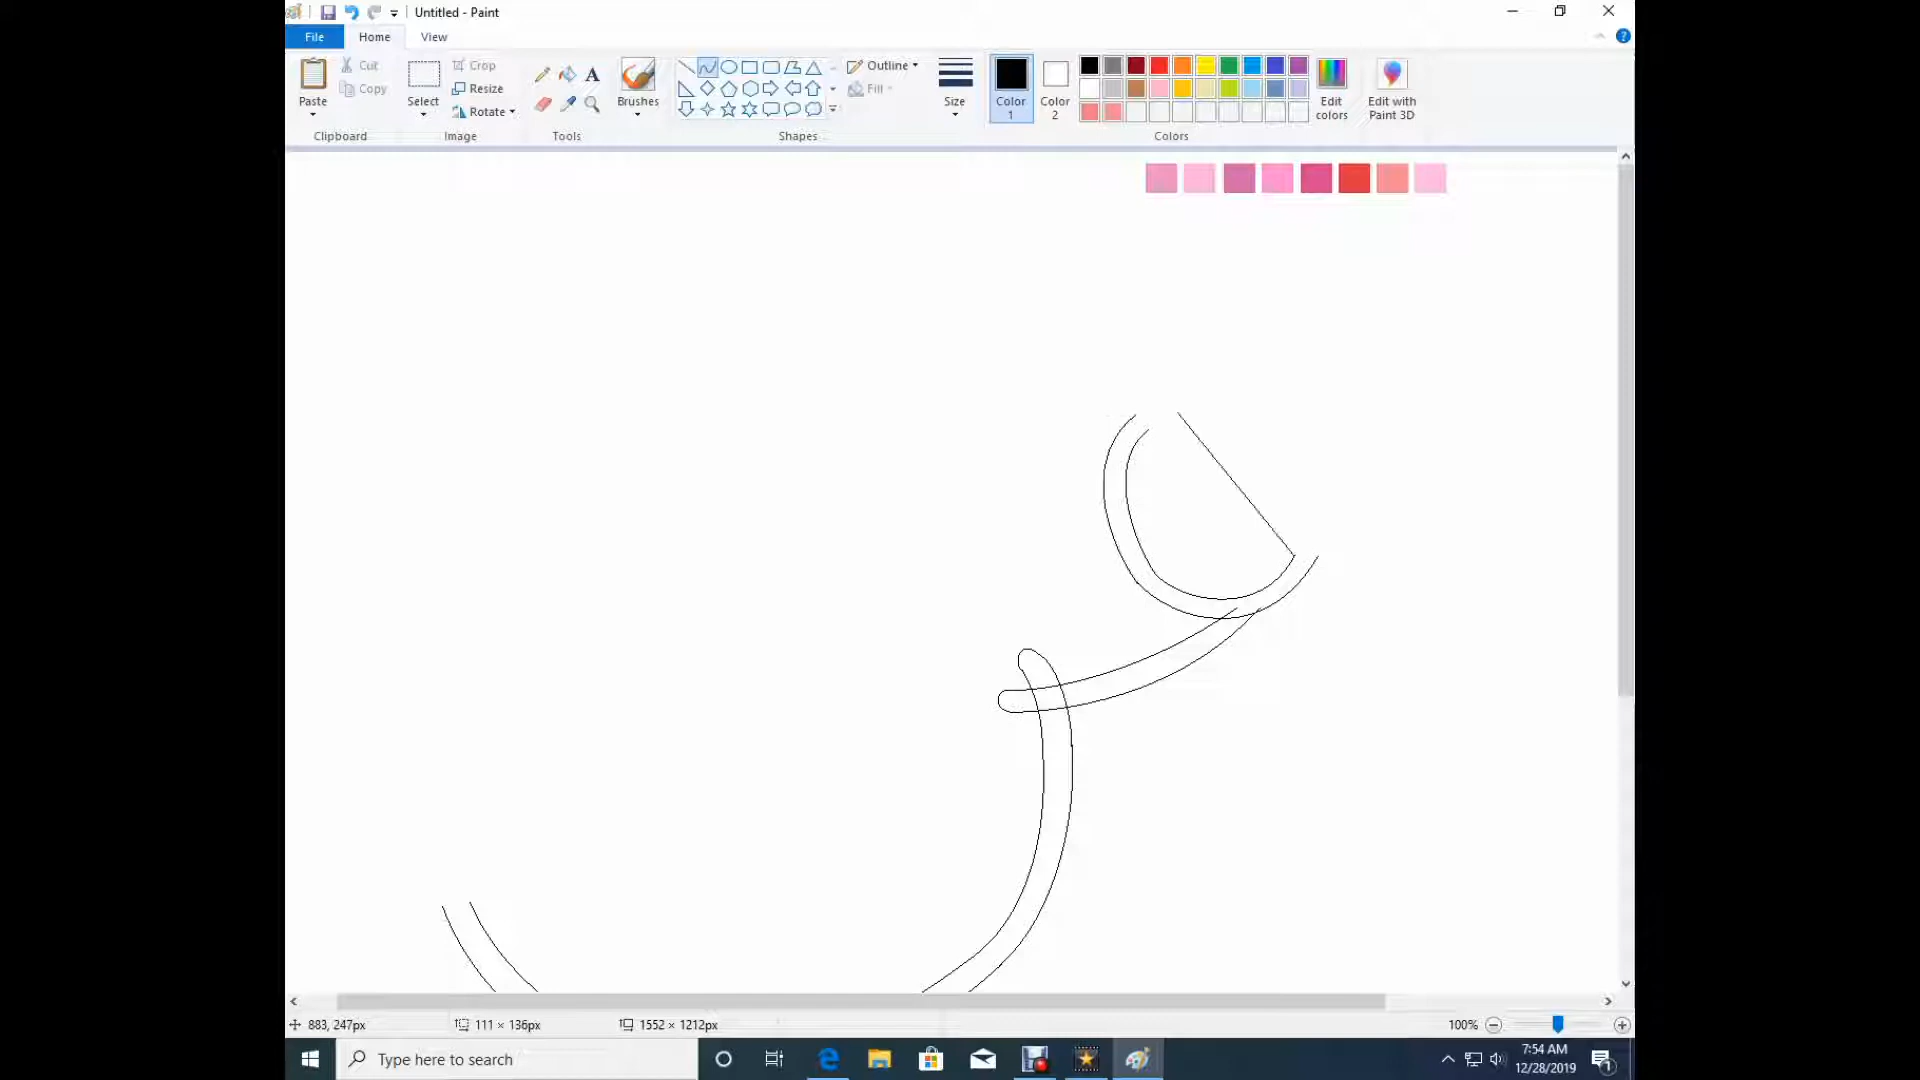 Untitled - Paint
File Home View
Paste
Cut
Copy
Clipboard
Select
Crop
Resize
Rotate
Image
Tools
Brushes
Shapes
Outline
Fill
Size
Color 1
Color 2
Colors
Edit colors
Edit with Paint 3D
883, 247px 111 × 136px 1552 × 1212px 100%
Type here to search
7:54 AM
12/28/2019
1